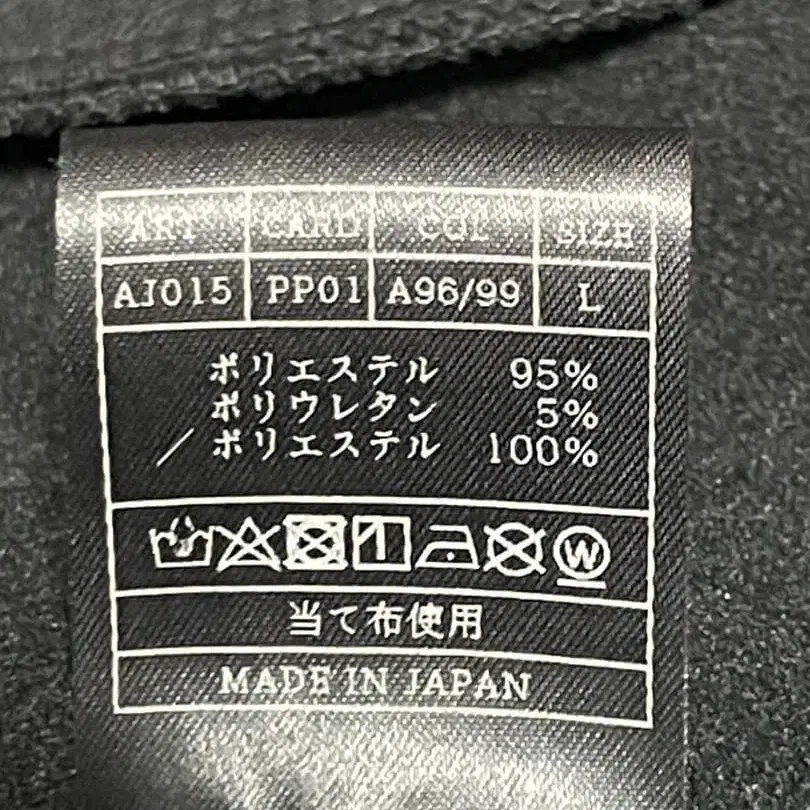 ART CARD COL SIZE
AJ015 PP01 A96/99 L
ポリエステル 95%
ポリウレタン 5%
／ポリエステル 100%
W
当て布使用
MADE IN JAPAN